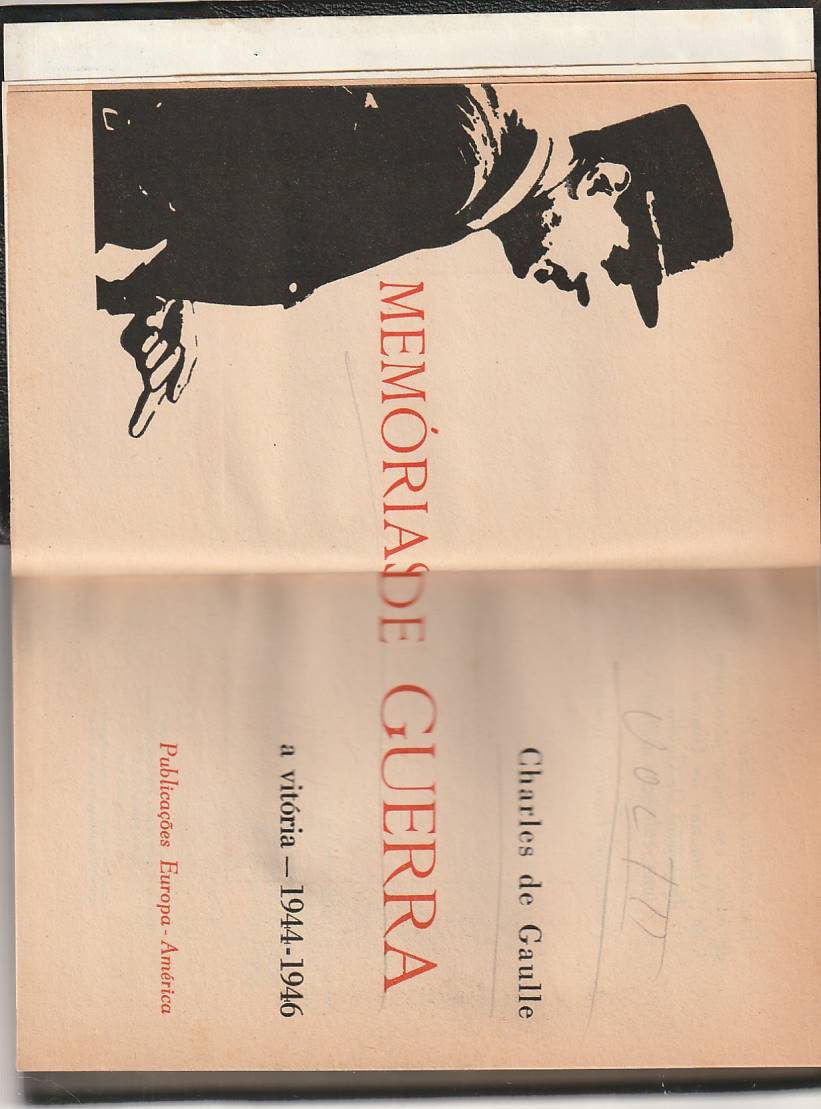 Charles de Gaulle
MEMÓRIAS DE GUERRA
a vitória — 1944-1946
Publicações Europa-América